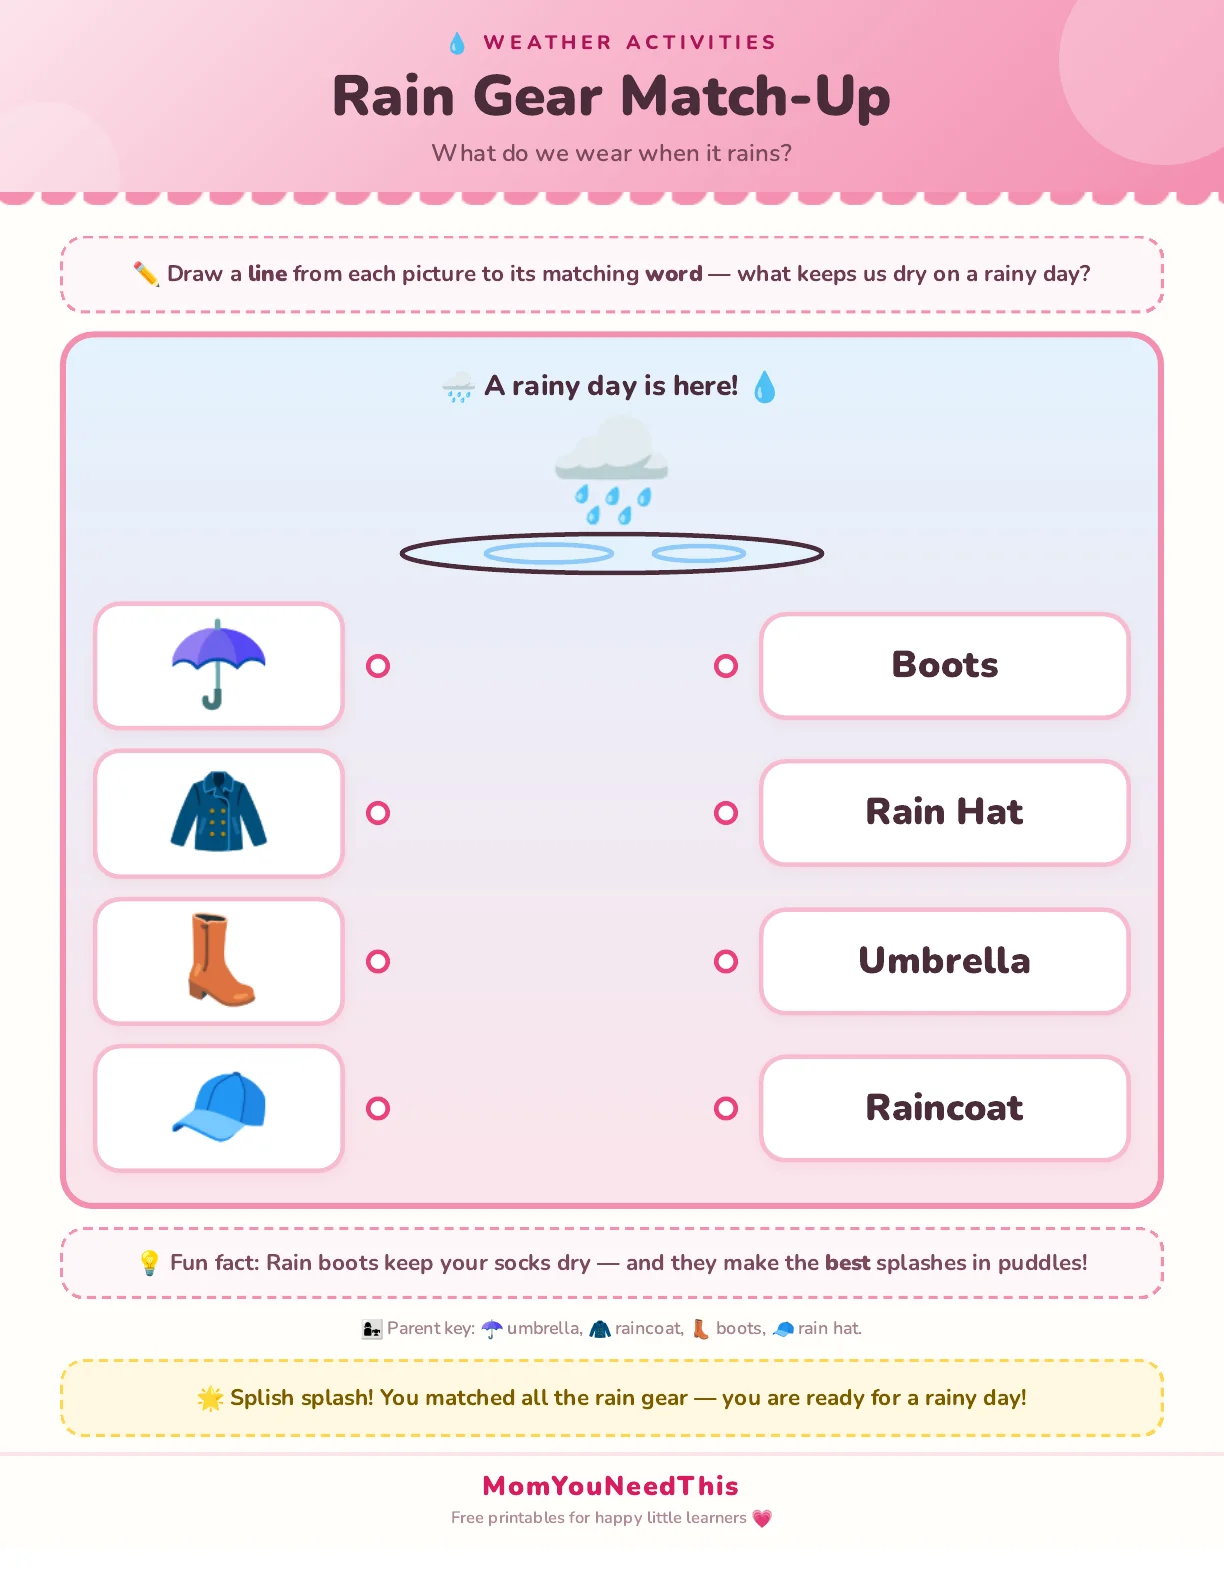 WEATHER ACTIVITIES
Rain Gear Match-Up
What do we wear when it rains?
Draw a line from each picture to its matching word — what keeps us dry on a rainy day?
A rainy day is here!
Boots
Rain Hat
Umbrella
Raincoat
Fun fact: Rain boots keep your socks dry — and they make the best splashes in puddles!
Parent key: umbrella, raincoat, boots, rain hat.
Splish splash! You matched all the rain gear — you are ready for a rainy day!
MomYouNeedThis
Free printables for happy little learners